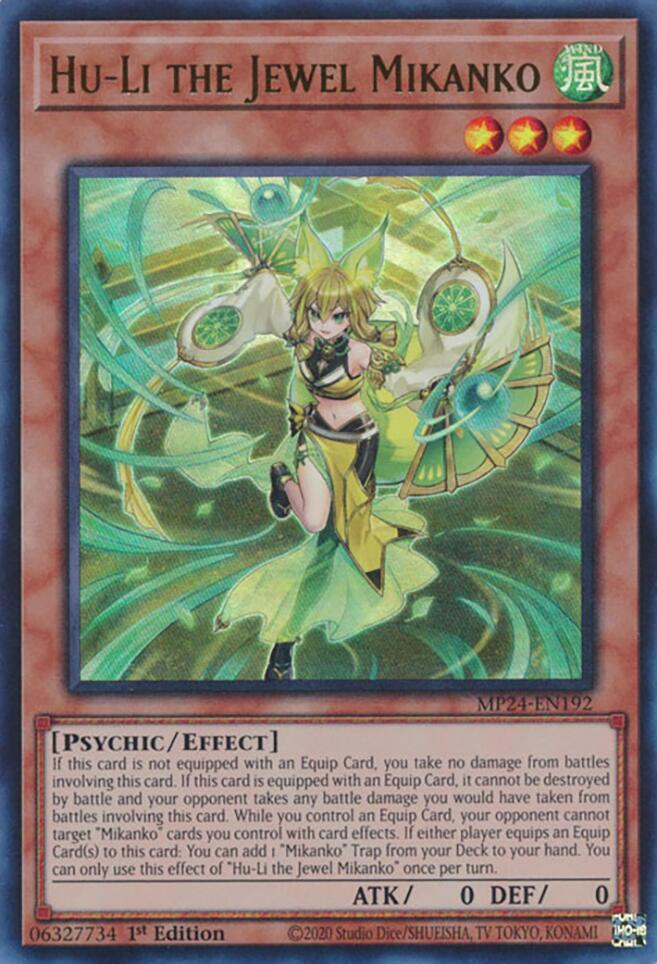 Hu-Li the Jewel Mikanko
WIND
風
MP24-EN192
[Psychic/Effect]
If this card is not equipped with an Equip Card, you take no damage from battles
involving this card. If this card is equipped with an Equip Card, it cannot be destroyed
by battle and your opponent takes any battle damage you would have taken from
battles involving this card. While you control an Equip Card, your opponent cannot
target "Mikanko" cards you control with card effects. If either player equips an Equip
Card(s) to this card: You can add 1 "Mikanko" Trap from your Deck to your hand. You
can only use this effect of "Hu-Li the Jewel Mikanko" once per turn.
ATK/ 0 DEF/ 0
06327734 1st Edition ©2020 Studio Dice/SHUEISHA, TV TOKYO, KONAMI